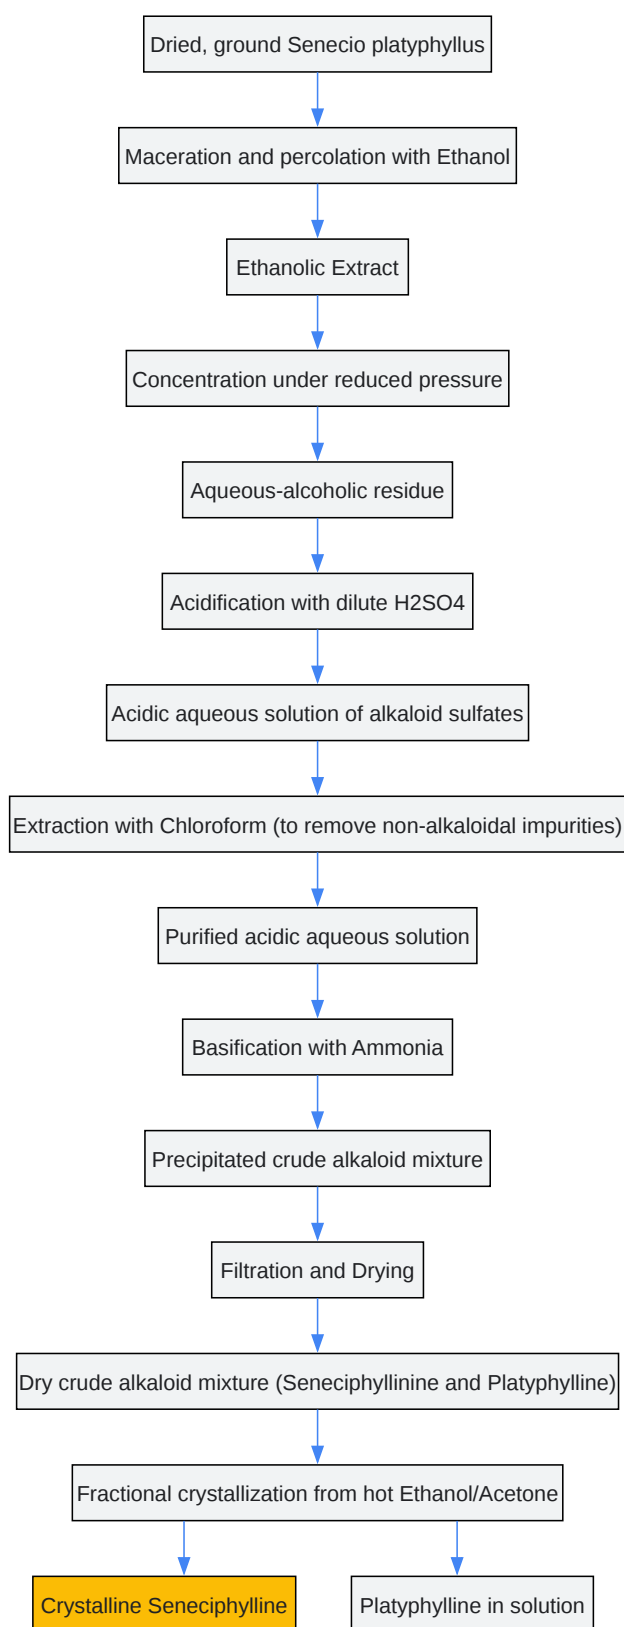 Dried, ground Senecio platyphyllus
Maceration and percolation with Ethanol
Ethanolic Extract
Concentration under reduced pressure
Aqueous-alcoholic residue
Acidification with dilute H2SO4
Acidic aqueous solution of alkaloid sulfates
Extraction with Chloroform (to remove non-alkaloidal impurities)
Purified acidic aqueous solution
Basification with Ammonia
Precipitated crude alkaloid mixture
Filtration and Drying
Dry crude alkaloid mixture (Seneciphyllinine and Platyphylline)
Fractional crystallization from hot Ethanol/Acetone
Crystalline Seneciphylline
Platyphylline in solution